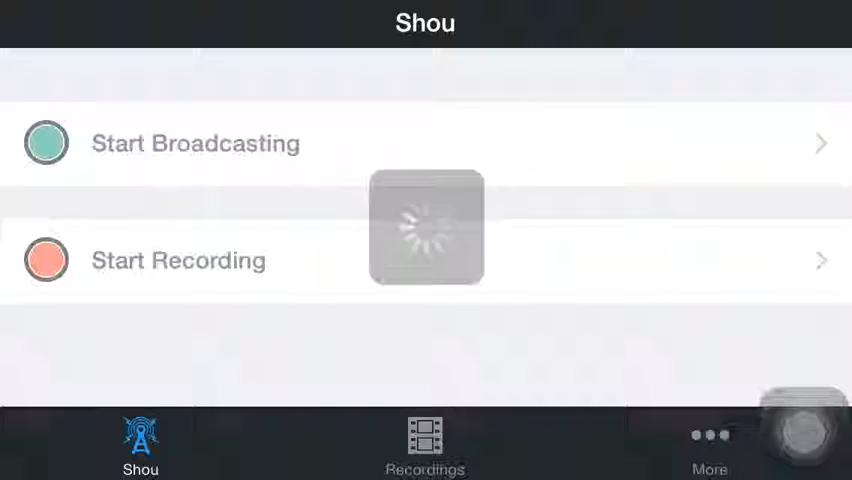 Shou
Start Broadcasting
Start Recording
Shou
Recordings
More